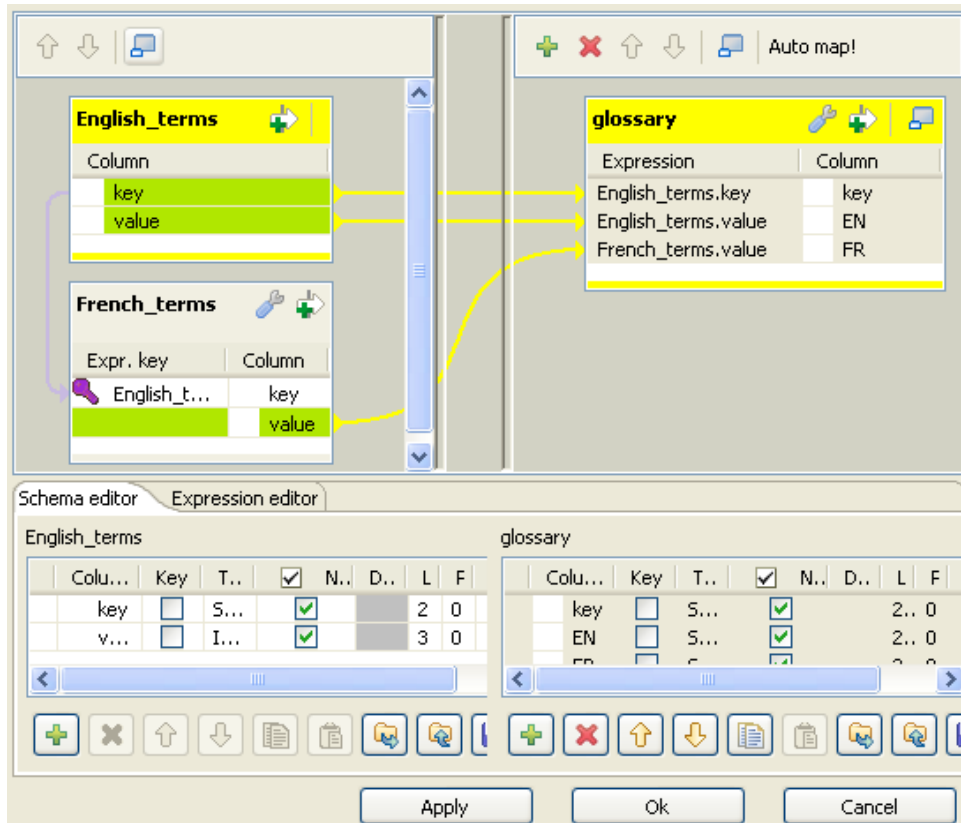 Auto map!
English_terms
Column
key
value
French_terms
Expr. key Column
English_t... key
value
glossary
Expression Column
English_terms.key key
English_terms.value EN
French_terms.value FR
Schema editor Expression editor
English_terms
Colu... Key T.. N.. D.. L F
key S... 2 0
v... I... 3 0
glossary
Colu... Key T.. N.. D.. L F
key S... 2.. 0
EN S... 2.. 0
Apply Ok Cancel